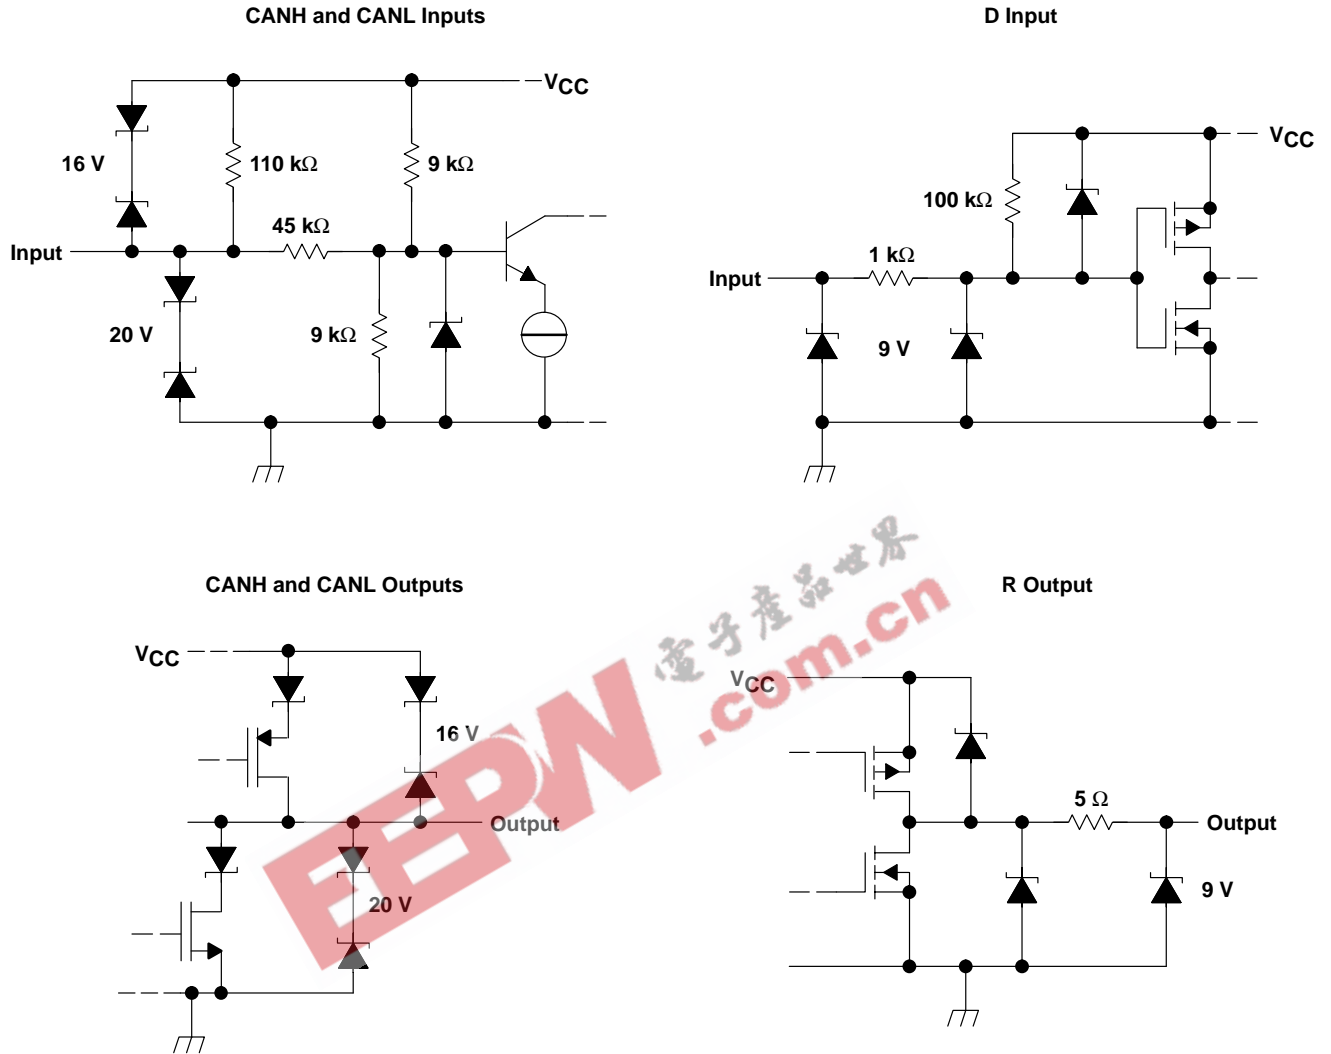 CANH and CANL Inputs
VCC
16 V
110 kΩ
9 kΩ
45 kΩ
Input
20 V
9 kΩ
D Input
VCC
100 kΩ
1 kΩ
Input
9 V
CANH and CANL Outputs
VCC
16 V
Output
20 V
R Output
VCC
5 Ω
Output
9 V
EEPW
電子產品世界
.com.cn